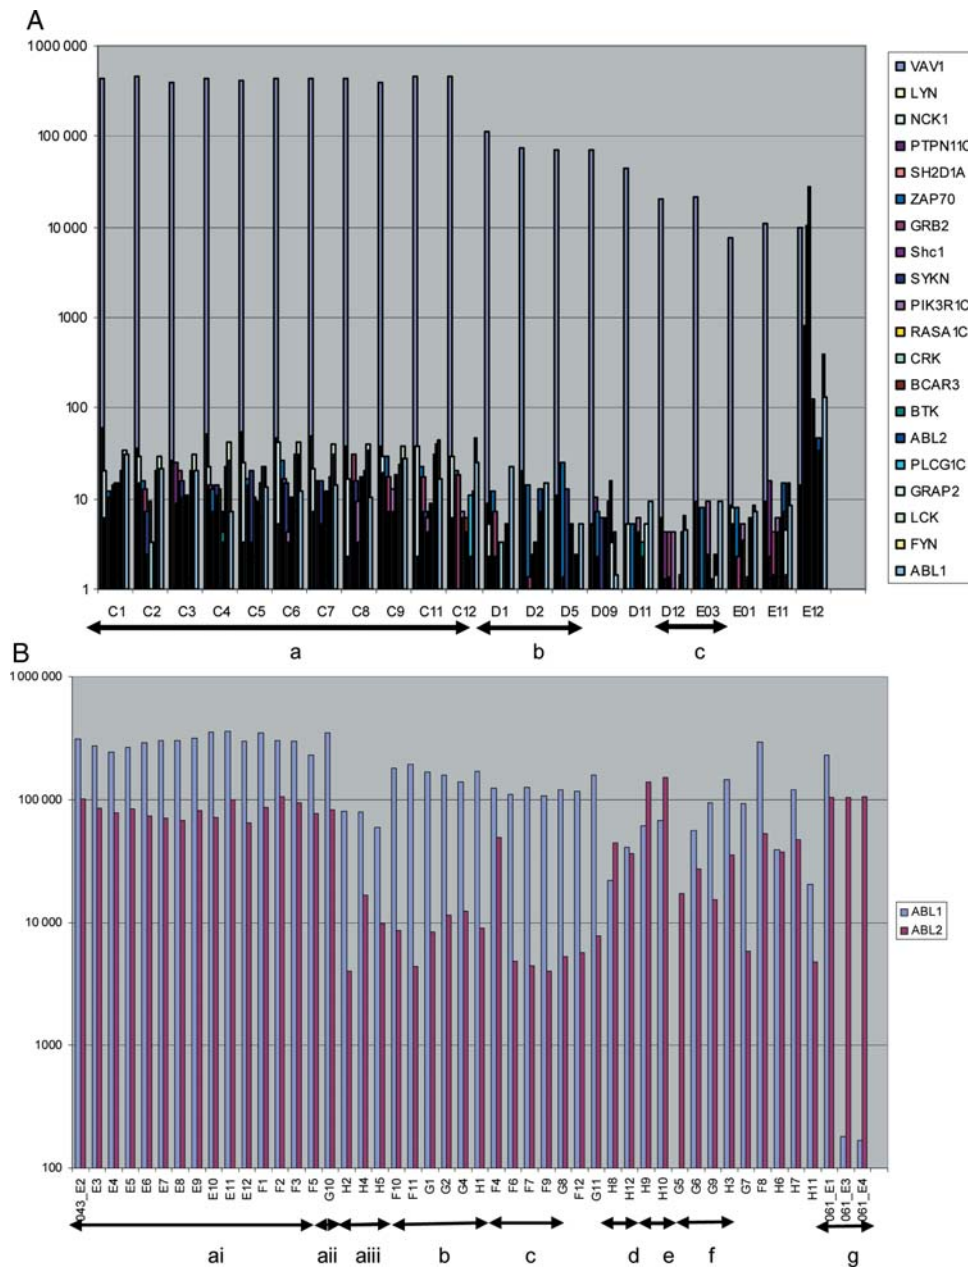 A
1000 000
100 000
10 000
1000
100
10
1
C1 C2 C3 C4 C5 C6 C7 C8 C9 C11 C12 D1 D2 D5 D09 D11 D12 E03 E01 E11 E12
a b c
VAV1
LYN
NCK1
PTPN11C
SH2D1A
ZAP70
GRB2
Shc1
SYKN
PIK3R1C
RASA1C
CRK
BCAR3
BTK
ABL2
PLCG1C
GRAP2
LCK
FYN
ABL1
B
1 000 000
100 000
10 000
1000
100
043_E2 E3 E4 E5 E6 E7 E8 E9 E10 E11 E12 F1 F2 F3 F5 G10 H2 H4 H5 F10 F11 G1 G2 G4 H1 F4 F6 F7 F9 G8 F12 G11 H8 H12 H9 H10 G5 G6 G9 H3 G7 F8 H6 H7 H11 061_E1 061_E3 061_E4
ai aii aiii b c d e f g
ABL1
ABL2